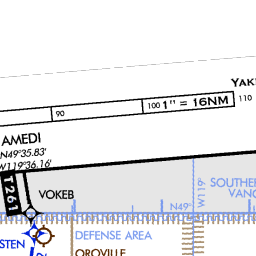 YAK
90
100 1" = 16NM
110
AMEDI
N49°35.83'
W119°36.16'
T261
VOKEB
N49°
W119°
SOUTHER
VANC
STEN
DEFENSE AREA
OROVILLE